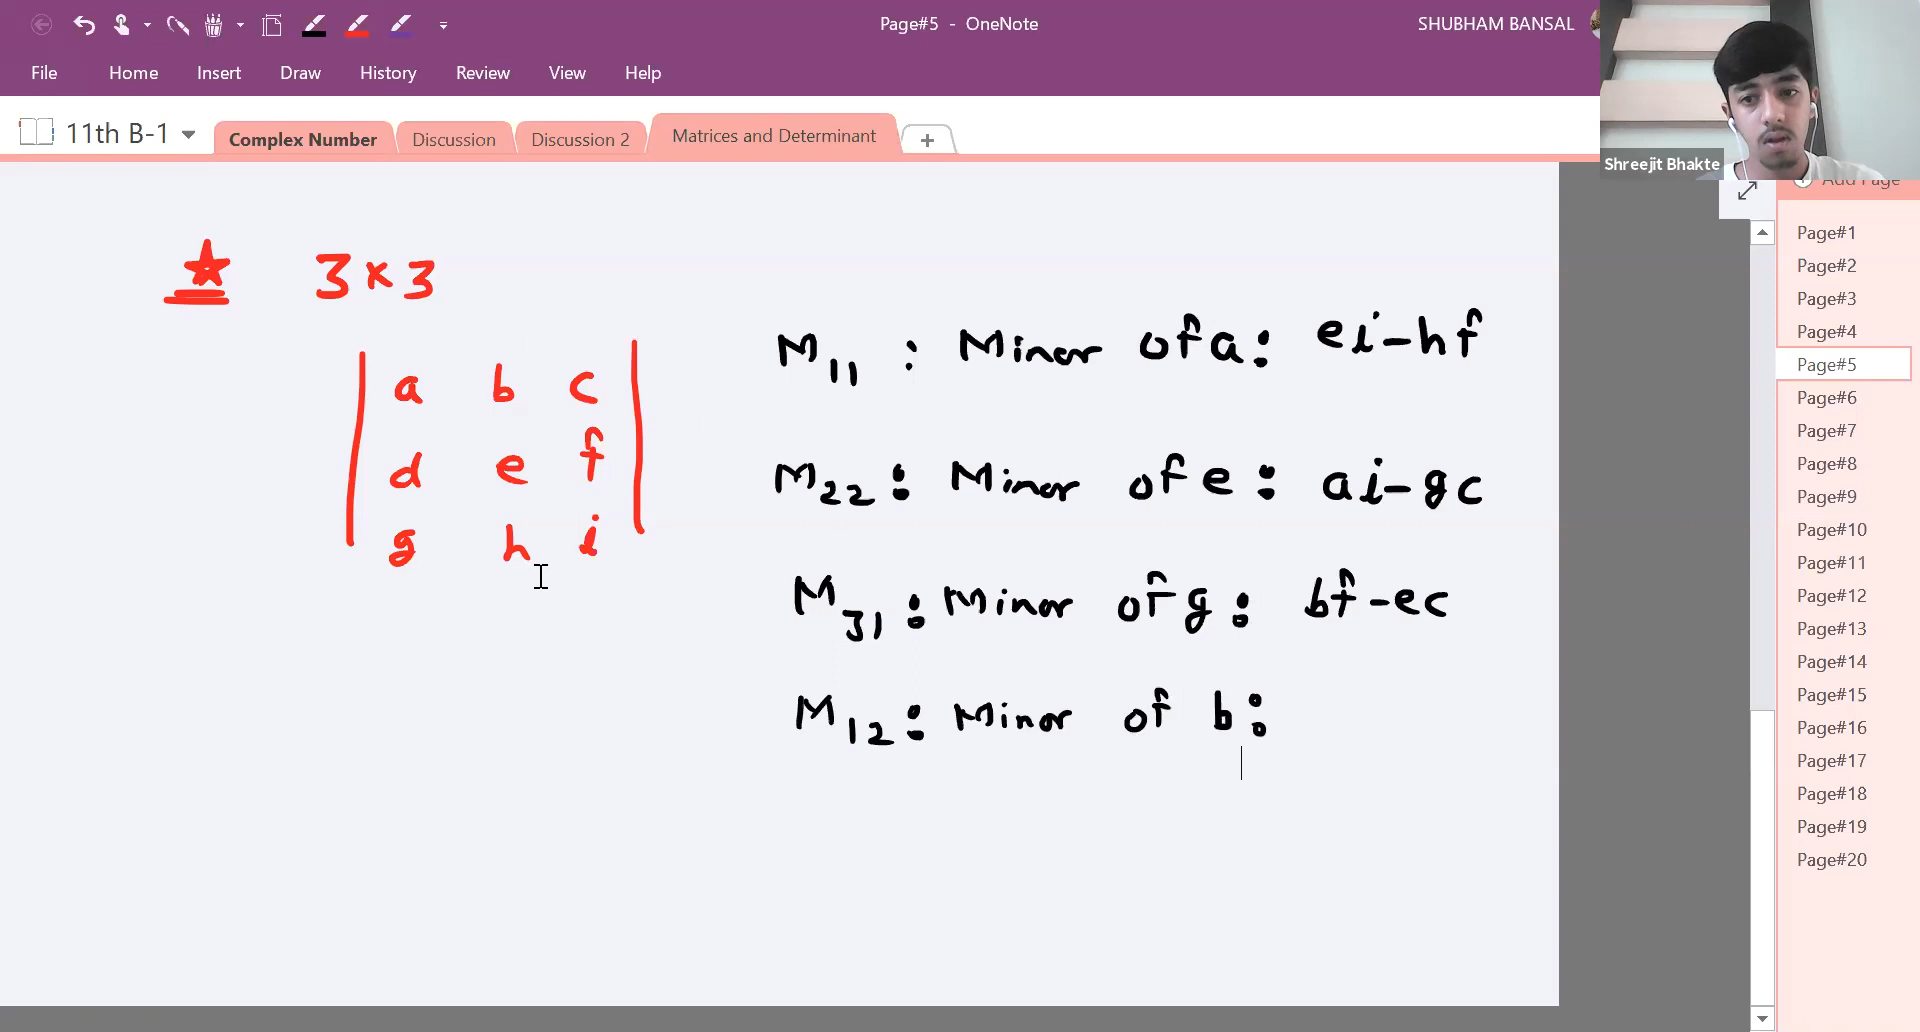 Page#5 - OneNote
SHUBHAM BANSAL
File Home Insert Draw History Review View Help
11th B-1
Complex Number
Discussion
Discussion 2
Matrices and Determinant
+
Shreejit Bhakte
Add Page
3 × 3
a b c
d e f
g h i
M11 : Minor of a : ei-hf
M22 : Minor of e : ai-gc
M31 : Minor of g : bf-ec
M12 : Minor of b :
Page#1
Page#2
Page#3
Page#4
Page#5
Page#6
Page#7
Page#8
Page#9
Page#10
Page#11
Page#12
Page#13
Page#14
Page#15
Page#16
Page#17
Page#18
Page#19
Page#20